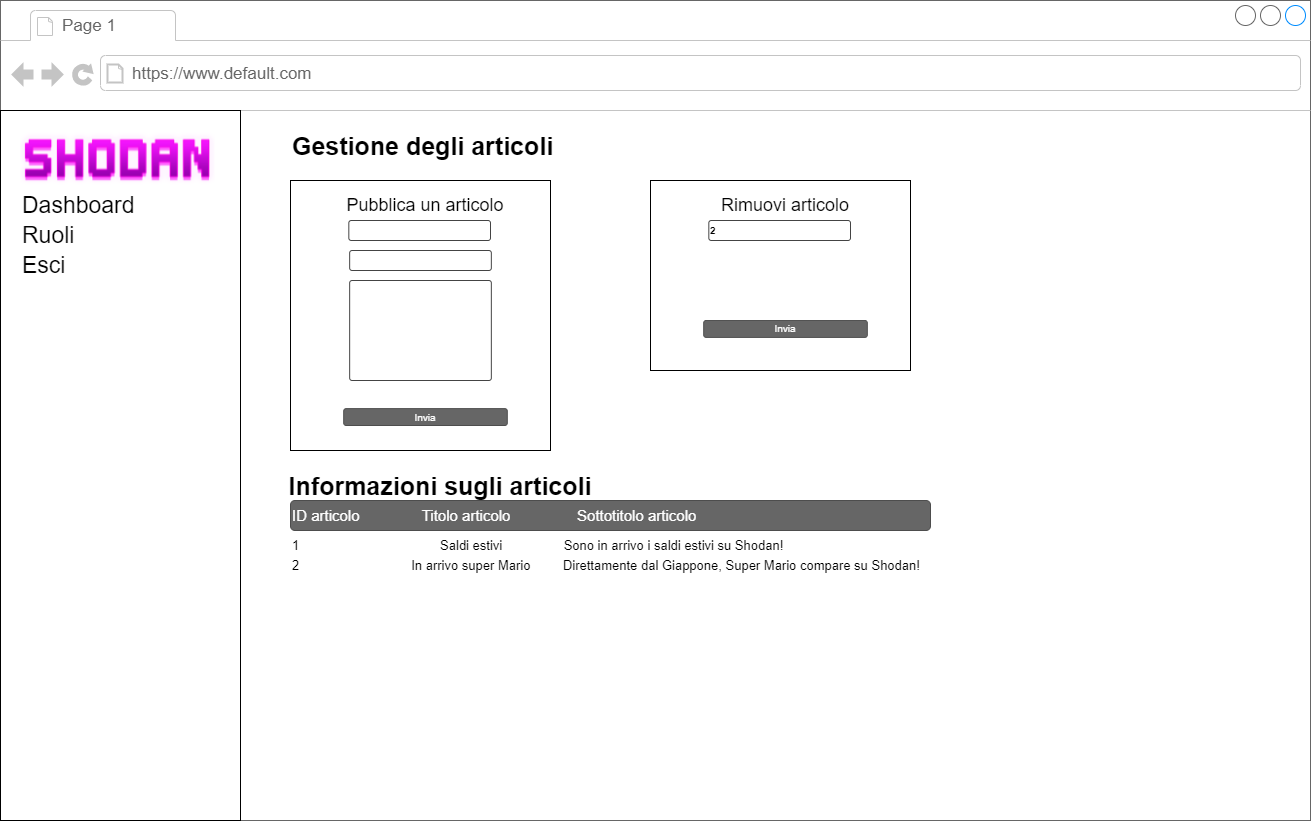 Page 1
https://www.default.com
SHODAN
Dashboard
Ruoli
Esci
Gestione degli articoli
Pubblica un articolo
Invia
Rimuovi articolo
2
Invia
Informazioni sugli articoli
ID articolo Titolo articolo Sottotitolo articolo
1 Saldi estivi Sono in arrivo i saldi estivi su Shodan!
2 In arrivo super Mario Direttamente dal Giappone, Super Mario compare su Shodan!